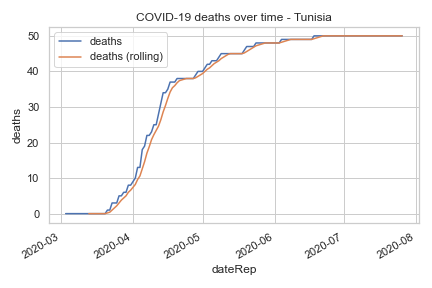 COVID-19 deaths over time - Tunisia
deaths
deaths (rolling)
deaths
50
40
30
20
10
0
2020-03
2020-04
2020-05
2020-06
2020-07
2020-08
dateRep